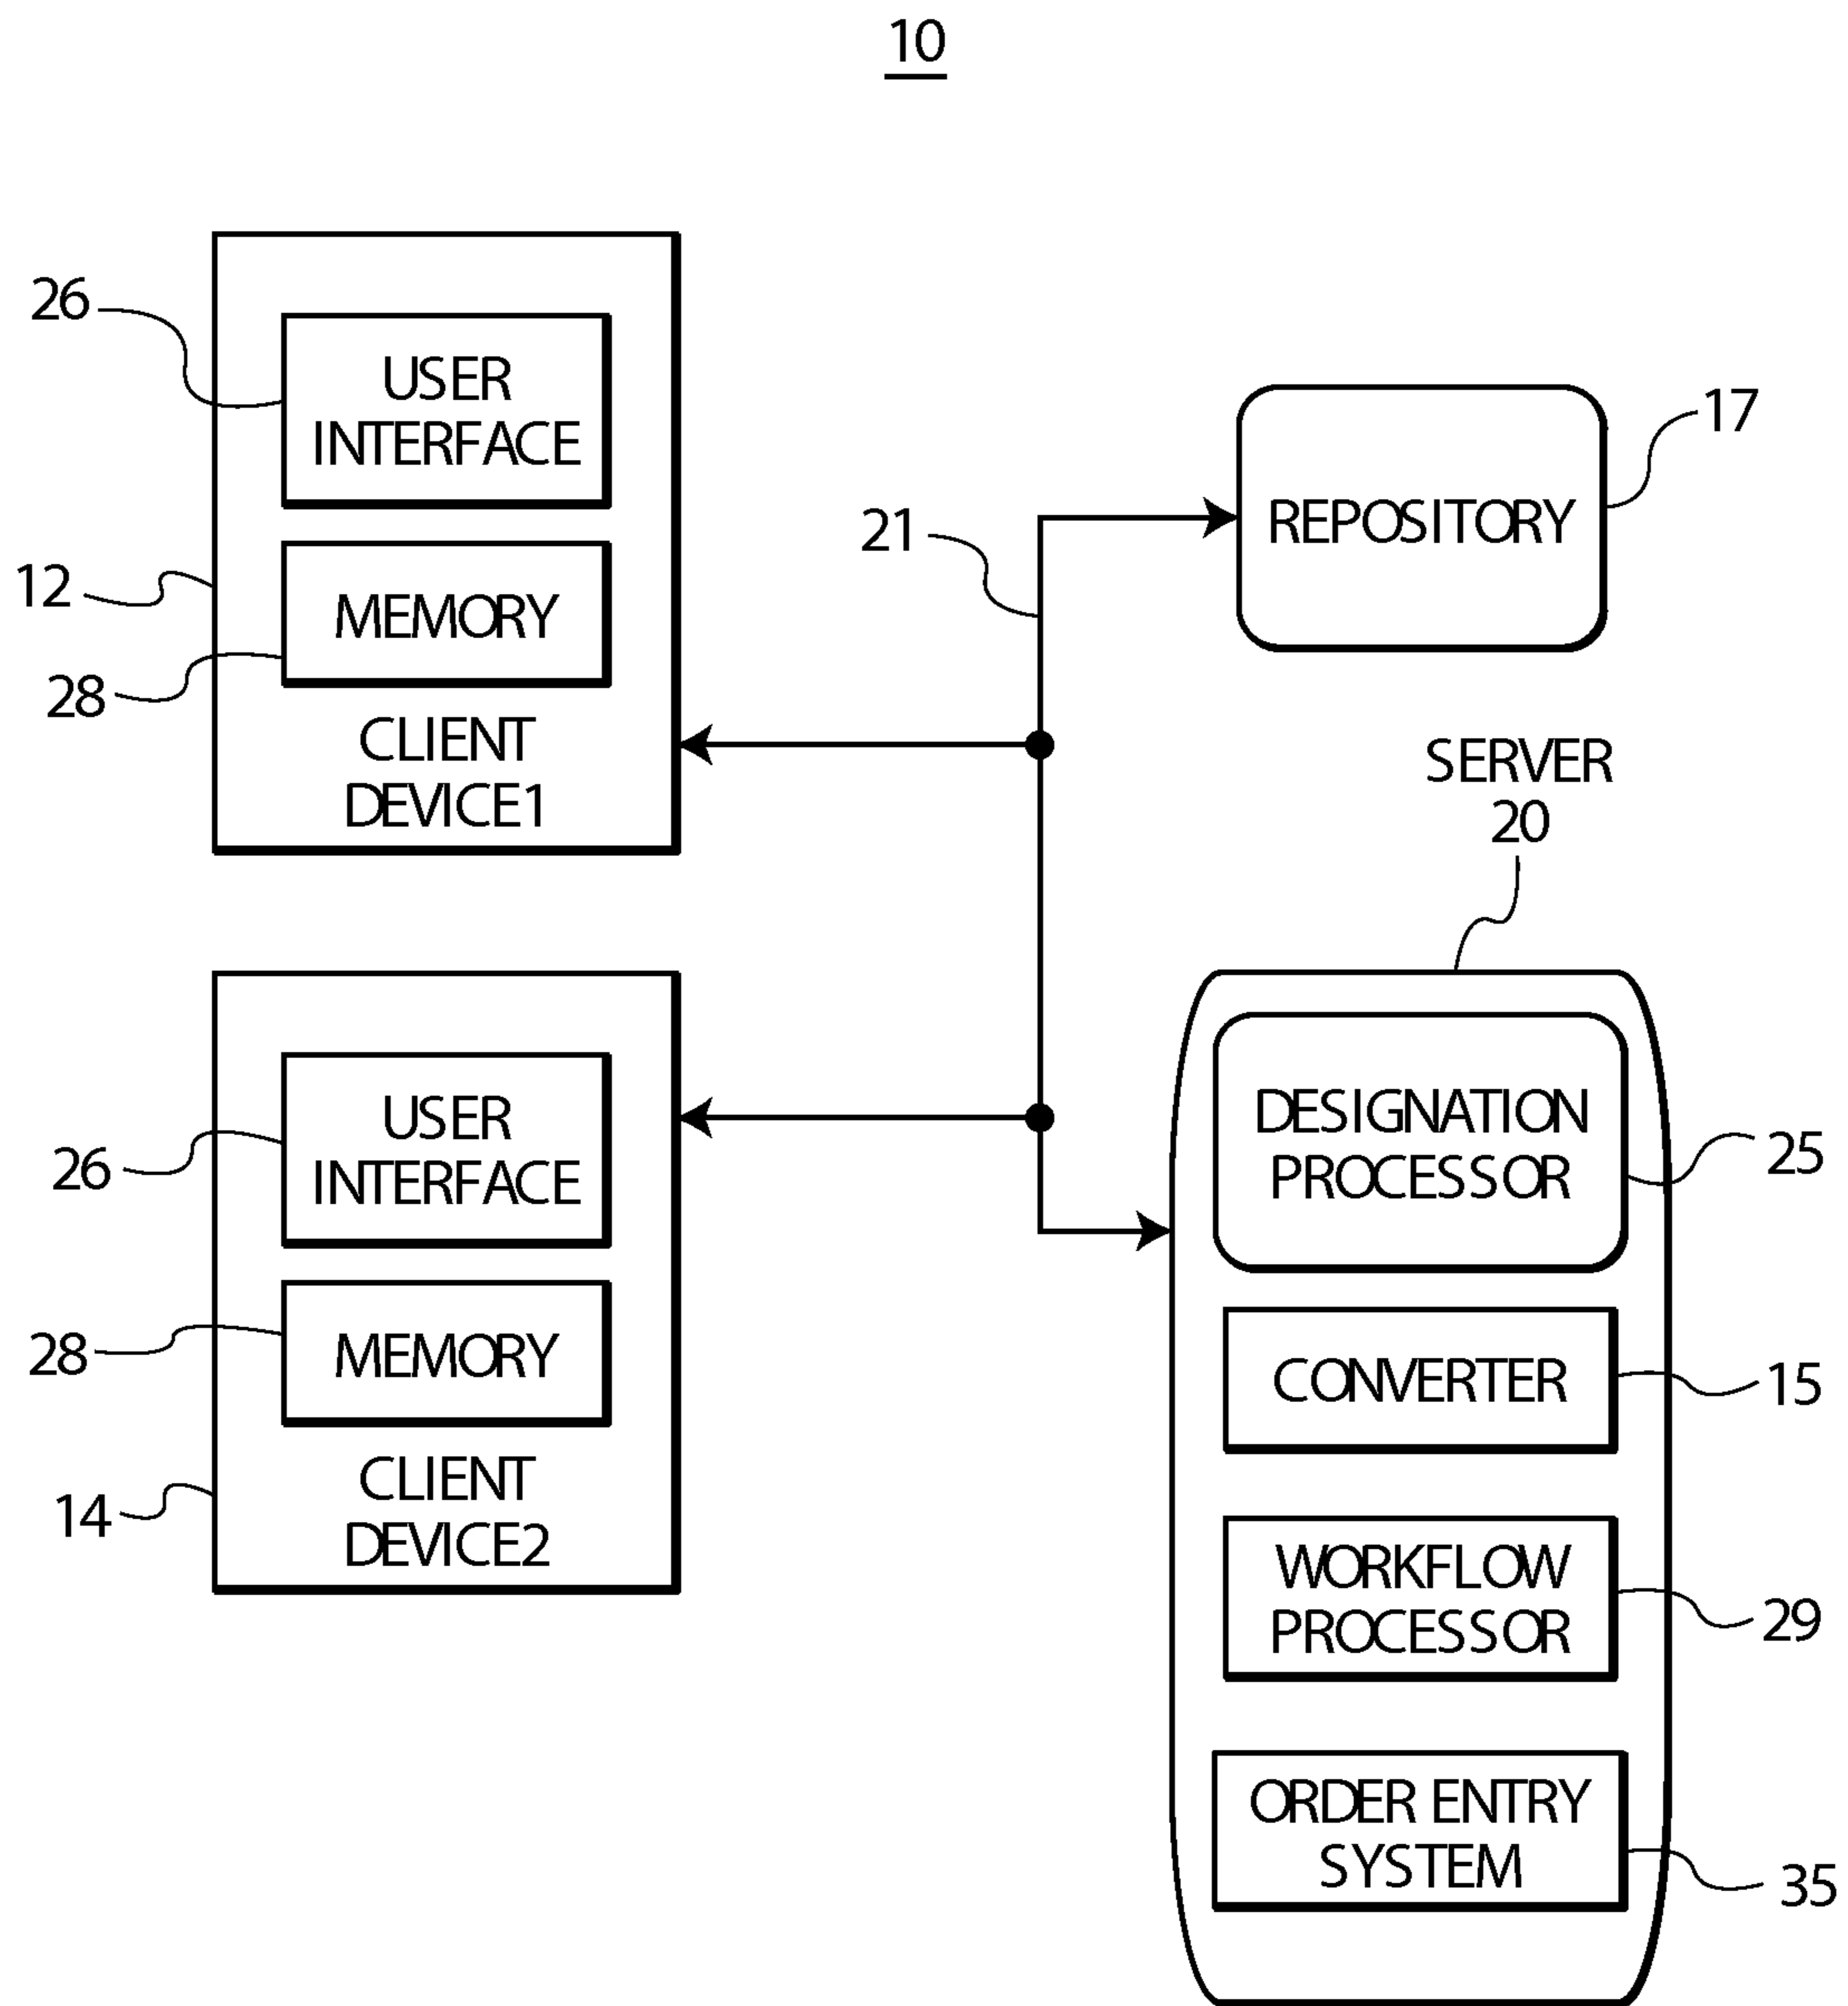 10
26
USER
INTERFACE
12
MEMORY
28
CLIENT
DEVICE1
21
REPOSITORY
17
SERVER
20
26
USER
INTERFACE
28
MEMORY
14
CLIENT
DEVICE2
DESIGNATION
PROCESSOR
25
CONVERTER
15
WORKFLOW
PROCESSOR
29
ORDER ENTRY
SYSTEM
35